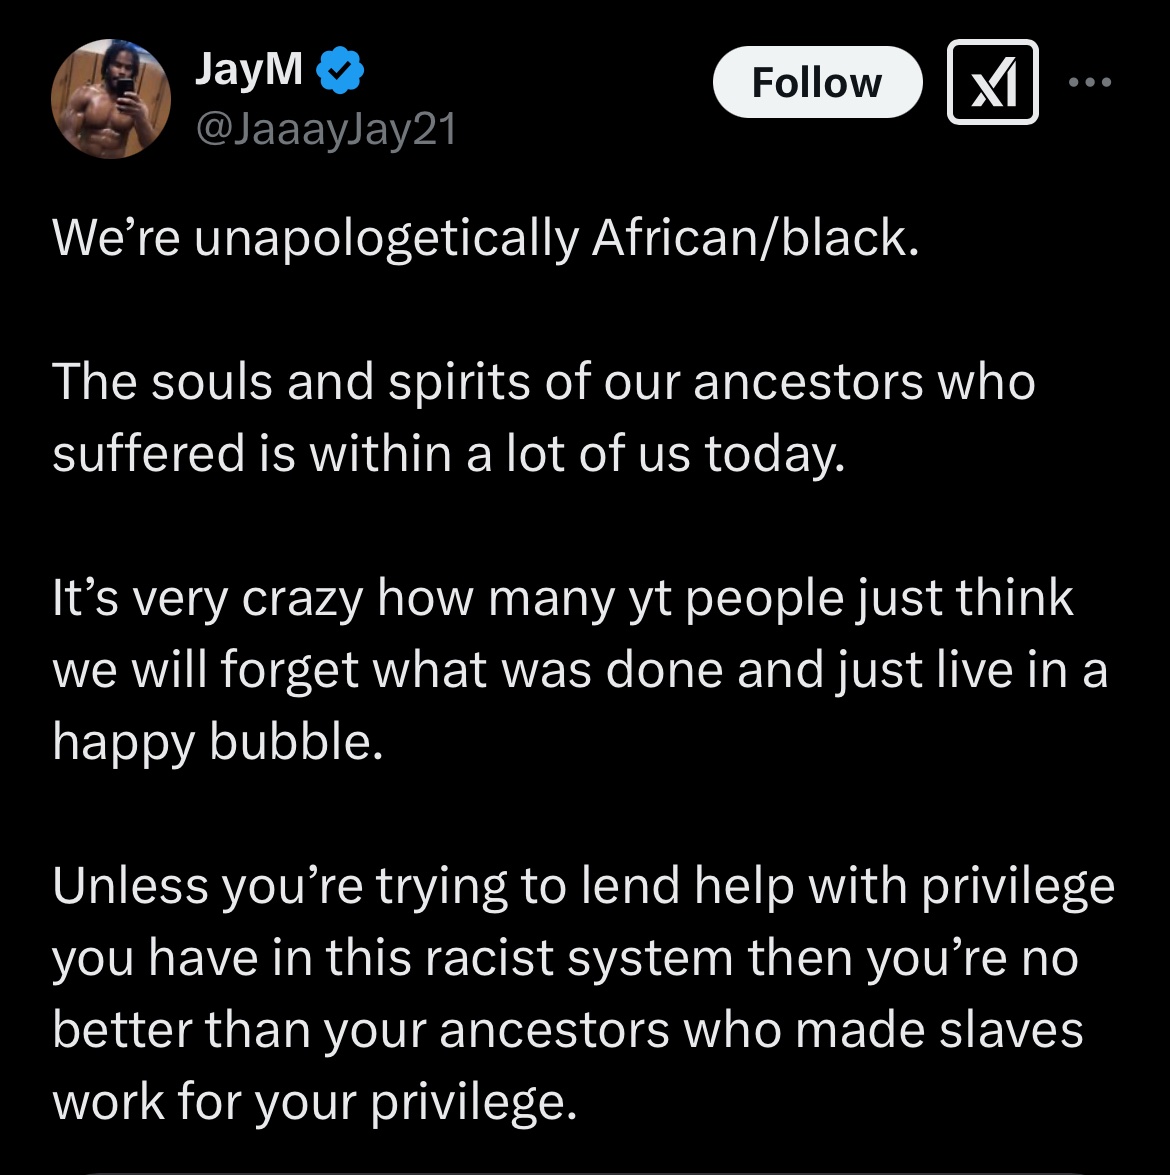 JayM
@JaaayJay21
Follow
We’re unapologetically African/black.
The souls and spirits of our ancestors who
suffered is within a lot of us today.
It’s very crazy how many yt people just think
we will forget what was done and just live in a
happy bubble.
Unless you’re trying to lend help with privilege
you have in this racist system then you’re no
better than your ancestors who made slaves
work for your privilege.